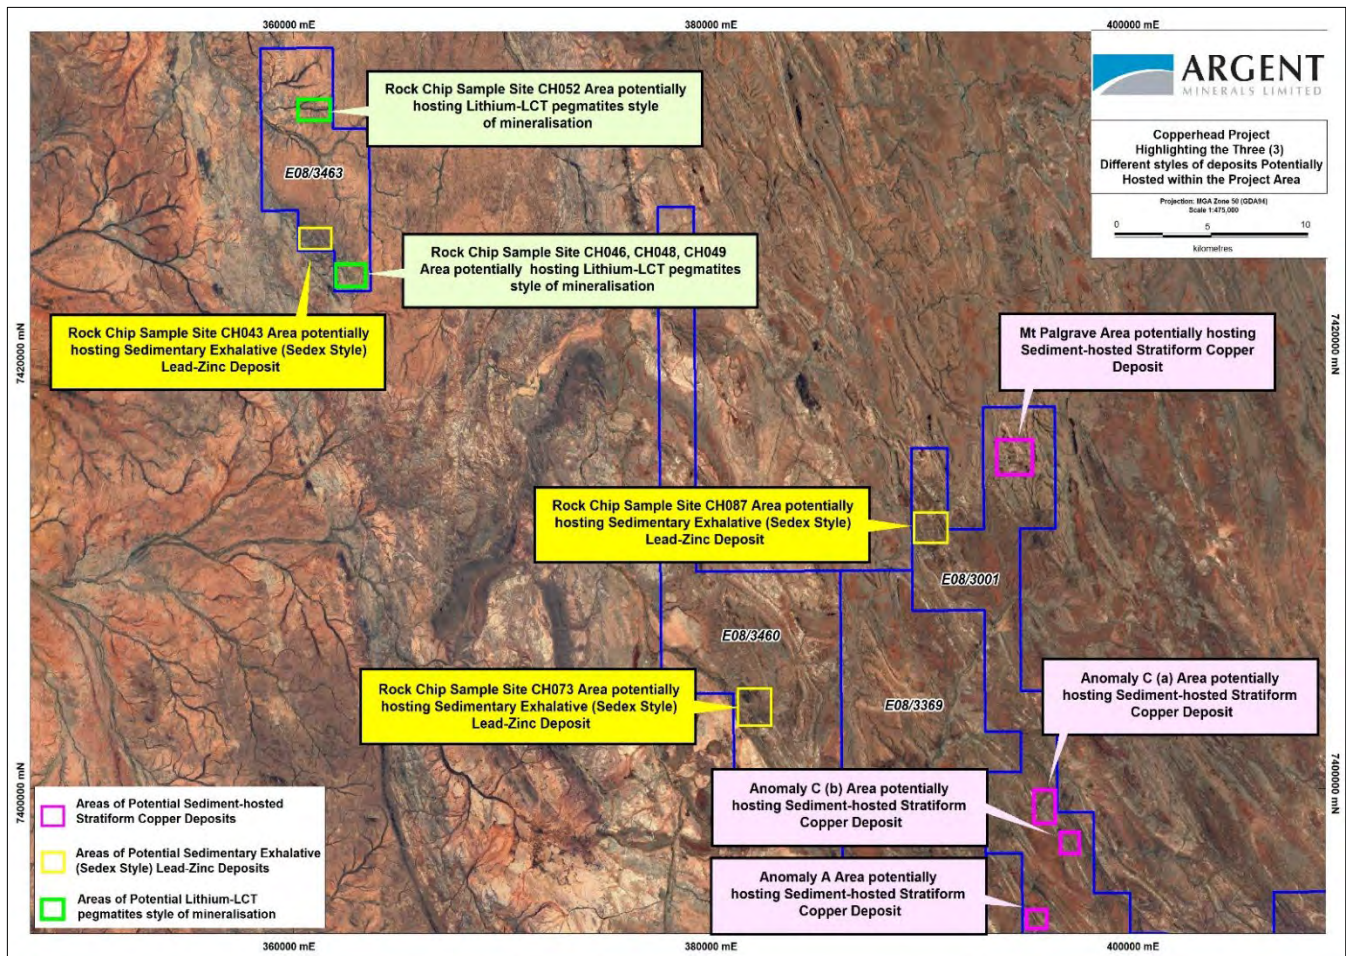 360000 mE
380000 mE
400000 mE
ARGENT
MINERALS LIMITED
Copperhead Project
Highlighting the Three (3)
Different styles of deposits Potentially
Hosted within the Project Area
Projection: MGA Zone 50 (GDA94)
Scale 1:475,000
0 5 10
kilometres
Rock Chip Sample Site CH052 Area potentially
hosting Lithium-LCT pegmatites style
of mineralisation
E08/3463
Rock Chip Sample Site CH046, CH048, CH049
Area potentially hosting Lithium-LCT pegmatites
style of mineralisation
Rock Chip Sample Site CH043 Area potentially
hosting Sedimentary Exhalative (Sedex Style)
Lead-Zinc Deposit
7420000 mN
7420000 mN
Mt Palgrave Area potentially hosting
Sediment-hosted Stratiform Copper
Deposit
Rock Chip Sample Site CH087 Area potentially
hosting Sedimentary Exhalative (Sedex Style)
Lead-Zinc Deposit
E08/3001
E08/3460
Rock Chip Sample Site CH073 Area potentially
hosting Sedimentary Exhalative (Sedex Style)
Lead-Zinc Deposit
E08/3369
Anomaly C (a) Area potentially
hosting Sediment-hosted Stratiform
Copper Deposit
Anomaly C (b) Area potentially
hosting Sediment-hosted Stratiform
Copper Deposit
Anomaly A Area potentially
hosting Sediment-hosted Stratiform
Copper Deposit
7400000 mN
7400000 mN
Areas of Potential Sediment-hosted
Stratiform Copper Deposits
Areas of Potential Sedimentary Exhalative
(Sedex Style) Lead-Zinc Deposits
Areas of Potential Lithium-LCT
pegmatites style of mineralisation
360000 mE
380000 mE
400000 mE